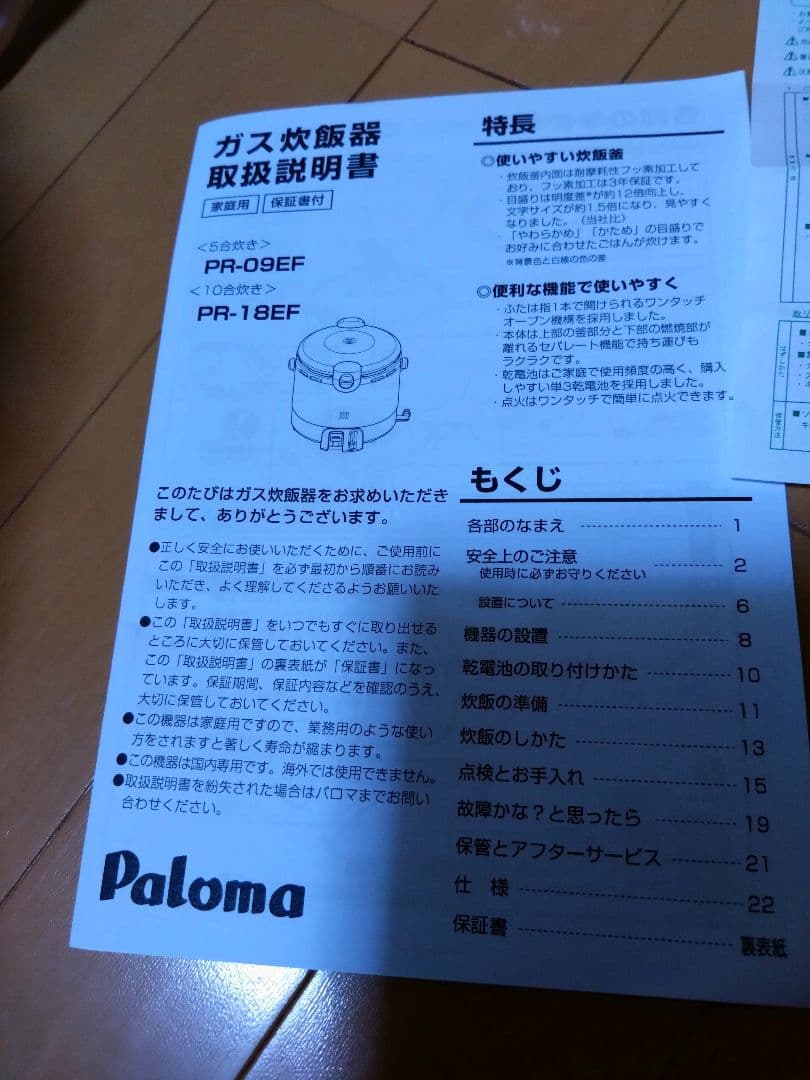 ガス炊飯器
取扱説明書
家庭用 保証書付
<5合炊き>
PR-09EF
<10合炊き>
PR-18EF
このたびはガス炊飯器をお求めいただき
まして、ありがとうございます。
●正しく安全にお使いいただくために、ご使用前に
この「取扱説明書」を必ず最初から順番にお読み
いただき、よく理解してくださるようお願いいた
します。
●この「取扱説明書」をいつでもすぐに取り出せる
ところに大切に保管しておいてください。また、
この「取扱説明書」の裏表紙が「保証書」になっ
ています。保証期間、保証内容などを確認のうえ、
大切に保管しておいてください。
●この機器は家庭用ですので、業務用のような使い
方をされますと著しく寿命が縮まります。
●この機器は国内専用です。海外では使用できません。
●取扱説明書を紛失された場合はパロマまでお問い
合わせください。
Paloma
特長
◎使いやすい炊飯釜
・炊飯釜内面は耐摩耗性フッ素加工して
おり、フッ素加工は3年保証です。
・目盛りは明度差※が約12倍向上し、
文字サイズが約1.5倍になり、見やすく
なりました。（当社比）
・「やわらかめ」「かため」の目盛りで
お好みに合わせたごはんが炊けます。
※背景色と白線の色の差
◎便利な機能で使いやすく
・ふたは指1本で開けられるワンタッチ
オープン機構を採用しました。
・本体は上部の釜部分と下部の燃焼部が
離れるセパレート機能で持ち運びも
ラクラクです。
・乾電池はご家庭で使用頻度の高く、購入
しやすい単3乾電池を採用しました。
・点火はワンタッチで簡単に点火できます。
もくじ
各部のなまえ 1
安全上のご注意 2
使用時に必ずお守りください
設置について 6
機器の設置 8
乾電池の取り付けかた 10
炊飯の準備 11
炊飯のしかた 13
点検とお手入れ 15
故障かな？と思ったら 19
保管とアフターサービス 21
仕 様 22
保証書 裏表紙